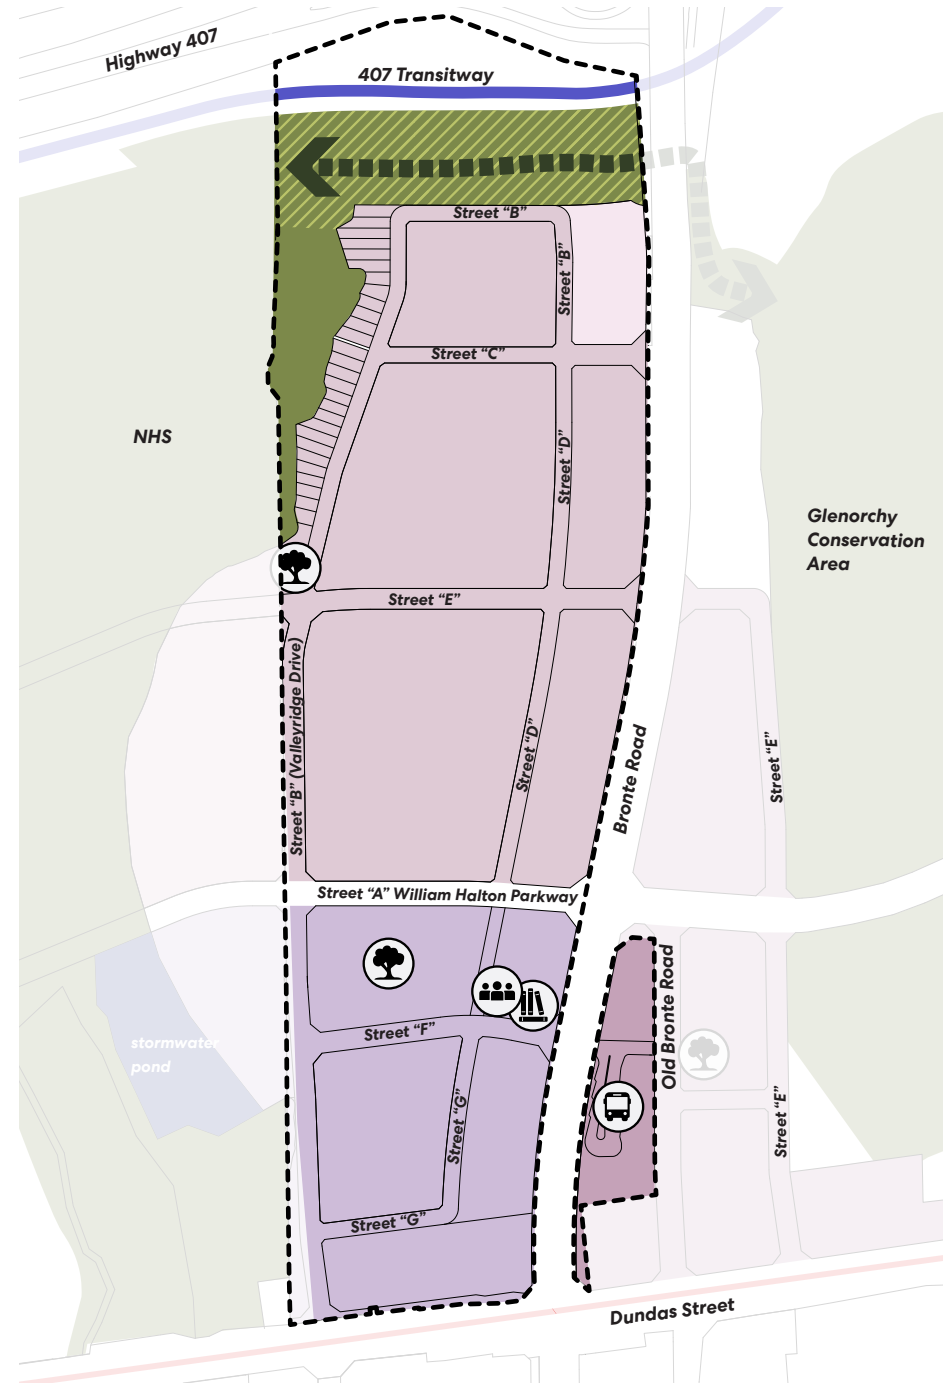 Highway 407
407 Transitway
Street “B”
Street “B”
Street “C”
NHS
Street “D”
Glenorchy
Conservation
Area
Street “E”
Street “B” (Valleyridge Drive)
Street “D”
Bronte Road
Street “E”
Street “A” William Halton Parkway
Old Bronte Road
Street “F”
stormwater
pond
Street “G”
Street “E”
Street “G”
Dundas Street